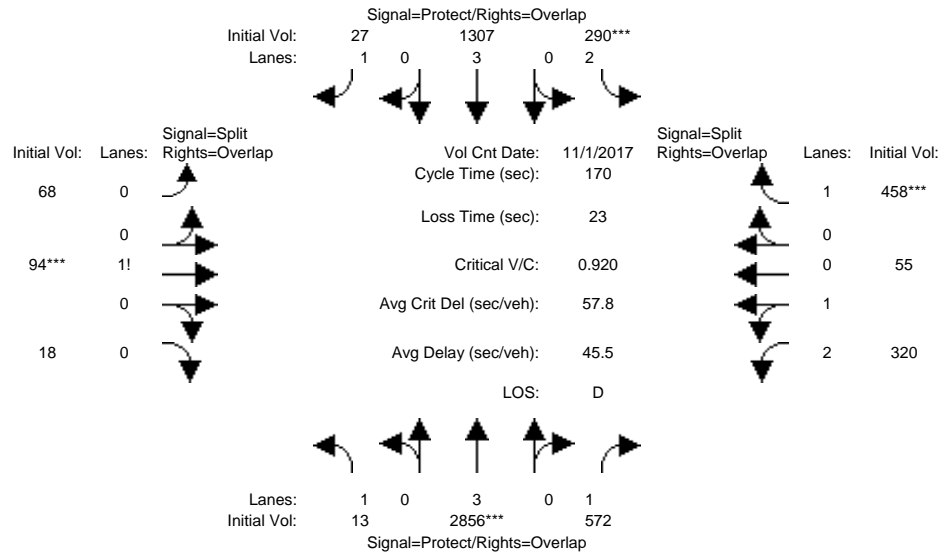 Signal=Protect/Rights=Overlap
Initial Vol: 27 1307 290***
Lanes: 1 0 3 0 2
Signal=Split
Rights=Overlap
Initial Vol: Lanes:
68 0
0
94*** 1!
0
18 0
Vol Cnt Date: 11/1/2017
Cycle Time (sec): 170
Loss Time (sec): 23
Critical V/C: 0.920
Avg Crit Del (sec/veh): 57.8
Avg Delay (sec/veh): 45.5
LOS: D
Signal=Split
Rights=Overlap
Lanes: Initial Vol:
1 458***
0
0 55
1
2 320
Lanes: 1 0 3 0 1
Initial Vol: 13 2856*** 572
Signal=Protect/Rights=Overlap